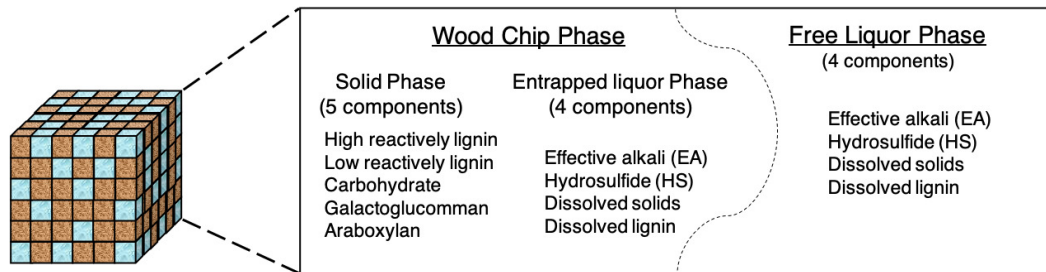 Wood Chip Phase
Solid Phase
(5 components)
High reactively lignin
Low reactively lignin
Carbohydrate
Galactoglucomman
Araboxylan
Entrapped liquor Phase
(4 components)
Effective alkali (EA)
Hydrosulfide (HS)
Dissolved solids
Dissolved lignin
Free Liquor Phase
(4 components)
Effective alkali (EA)
Hydrosulfide (HS)
Dissolved solids
Dissolved lignin